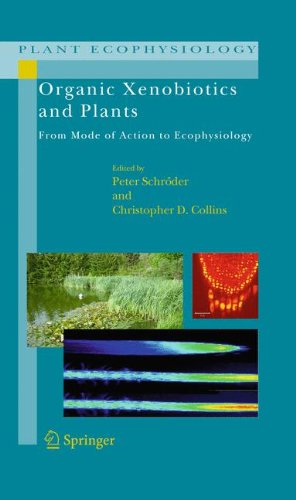 PLANT ECOPHYSIOLOGY
Organic Xenobiotics
and Plants
From Mode of Action to Ecophysiology
Edited by
Peter Schröder
and
Christopher D. Collins
Springer